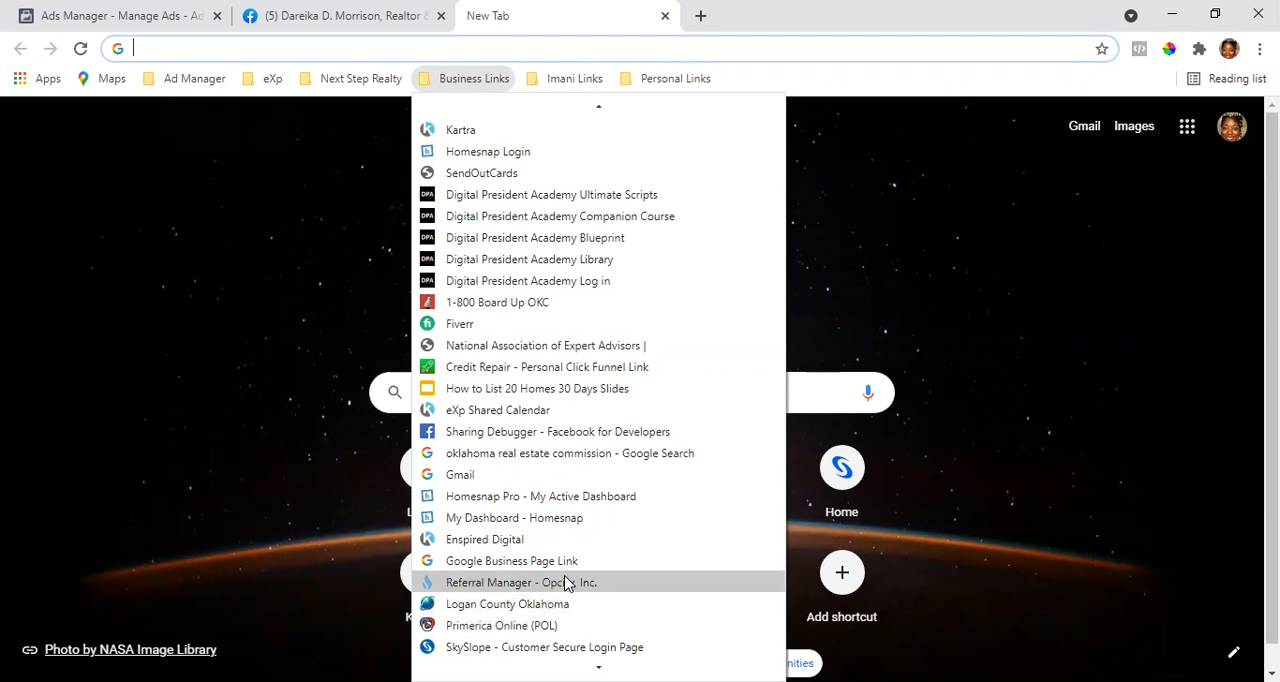 Ads Manager - Manage Ads - Ad
(5) Dareika D. Morrison, Realtor &
New Tab
Apps
Maps
Ad Manager
eXp
Next Step Realty
Business Links
Imani Links
Personal Links
Reading list
Gmail
Images
Kartra
Homesnap Login
SendOutCards
DPA Digital President Academy Ultimate Scripts
DPA Digital President Academy Companion Course
DPA Digital President Academy Blueprint
DPA Digital President Academy Library
DPA Digital President Academy Log in
1-800 Board Up OKC
Fiverr
National Association of Expert Advisors |
Credit Repair - Personal Click Funnel Link
How to List 20 Homes 30 Days Slides
eXp Shared Calendar
Sharing Debugger - Facebook for Developers
oklahoma real estate commission - Google Search
Gmail
Homesnap Pro - My Active Dashboard
My Dashboard - Homesnap
Enspired Digital
Google Business Page Link
Referral Manager - Inc.
Logan County Oklahoma
Primerica Online (POL)
SkySlope - Customer Secure Login Page
Home
Add shortcut
nities
Photo by NASA Image Library